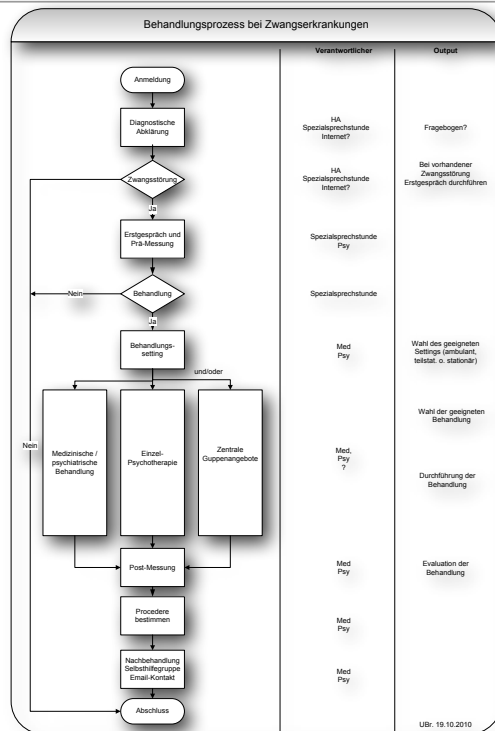 Behandlungsprozess bei Zwangserkrankungen
Verantwortlicher
Output
Anmeldung
Diagnostische
Abklärung
HA
Spezialsprechstunde
Internet?
Fragebogen?
Zwangsstörung
HA
Spezialsprechstunde
Internet?
Bei vorhandener
Zwangsstörung
Erstgespräch durchführen
Ja
Erstgespräch und
Prä-Messung
Spezialsprechstunde
Psy
Nein
Behandlung
Spezialsprechstunde
Ja
Behandlungs-
setting
Med
Psy
Wahl des geeigneten
Settings (ambulant,
teilstat. o. stationär)
und/oder
Wahl der geeigneten
Behandlung
Nein
Medizinische /
psychiatrische
Behandlung
Einzel-
Psychotherapie
Zentrale
Guppenangebote
Med,
Psy
?
Durchführung der
Behandlung
Post-Messung
Med
Psy
Evaluation der
Behandlung
Procedere
bestimmen
Med
Psy
Nachbehandlung
Selbsthilfegruppe
Email-Kontakt
Med
Psy
Abschluss
UBr. 19.10.2010